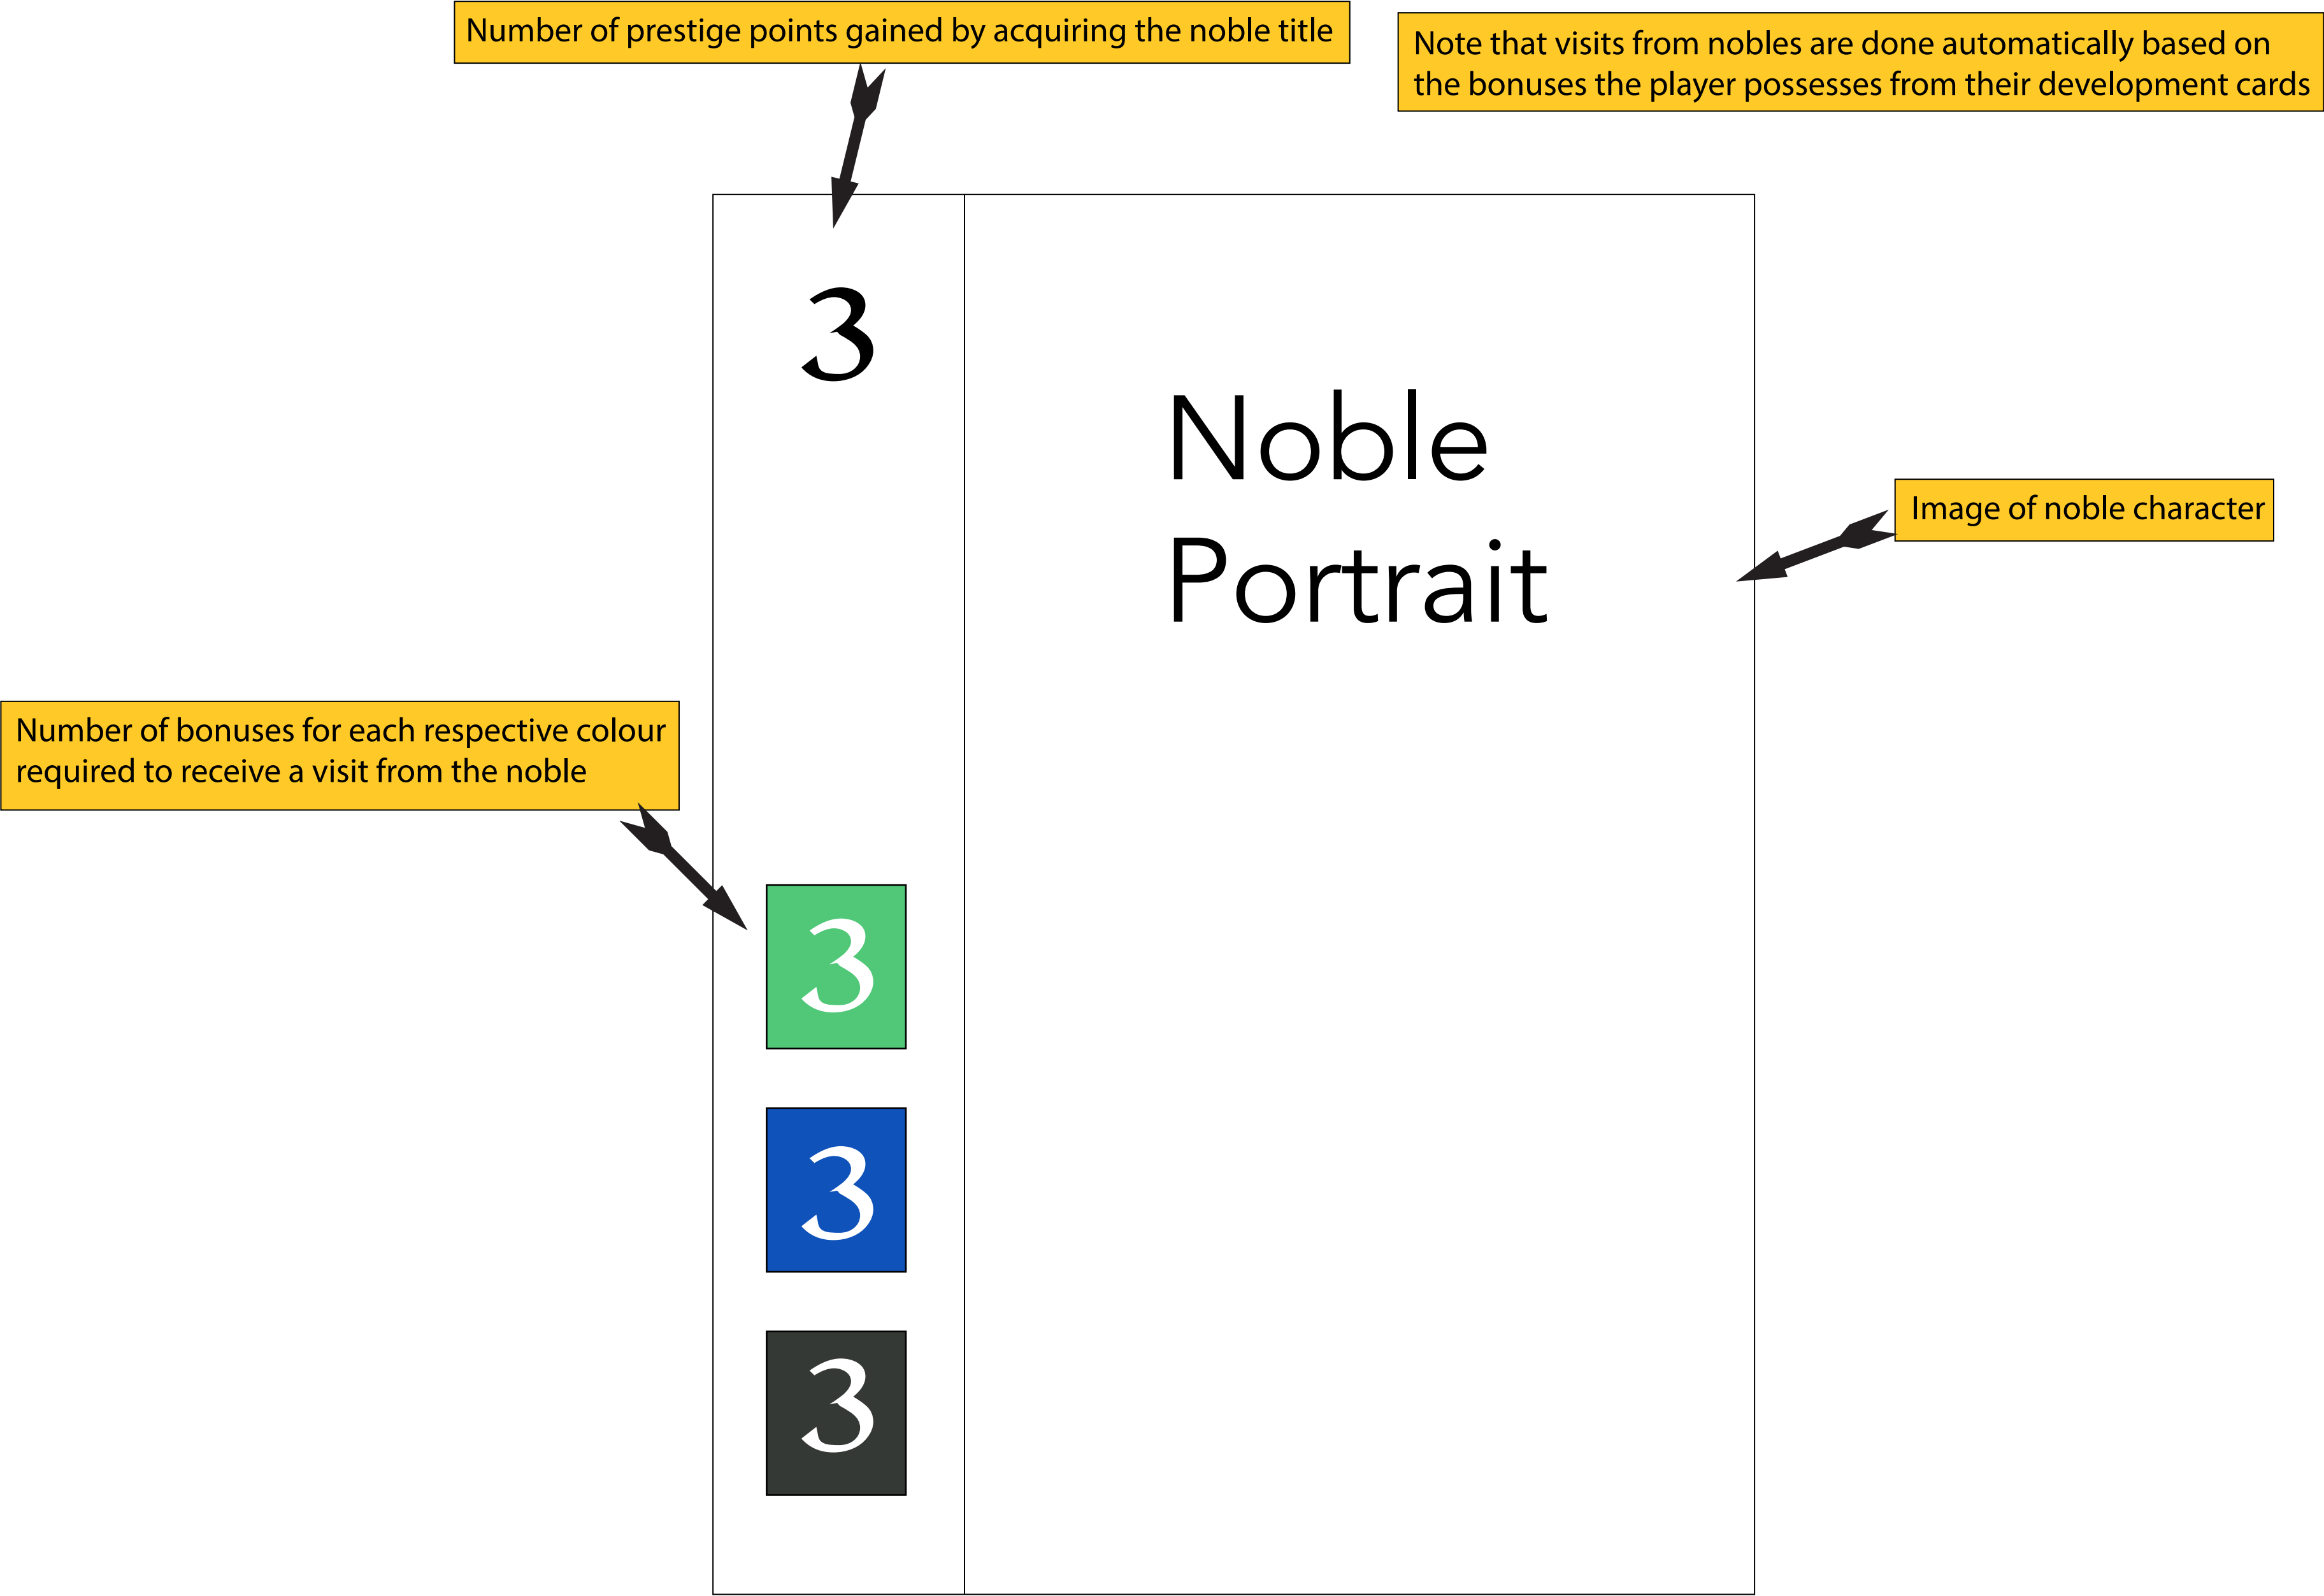 Number of prestige points gained by acquiring the noble title
Note that visits from nobles are done automatically based on
the bonuses the player possesses from their development cards
3
Noble
Portrait
Image of noble character
Number of bonuses for each respective colour
required to receive a visit from the noble
3
3
3